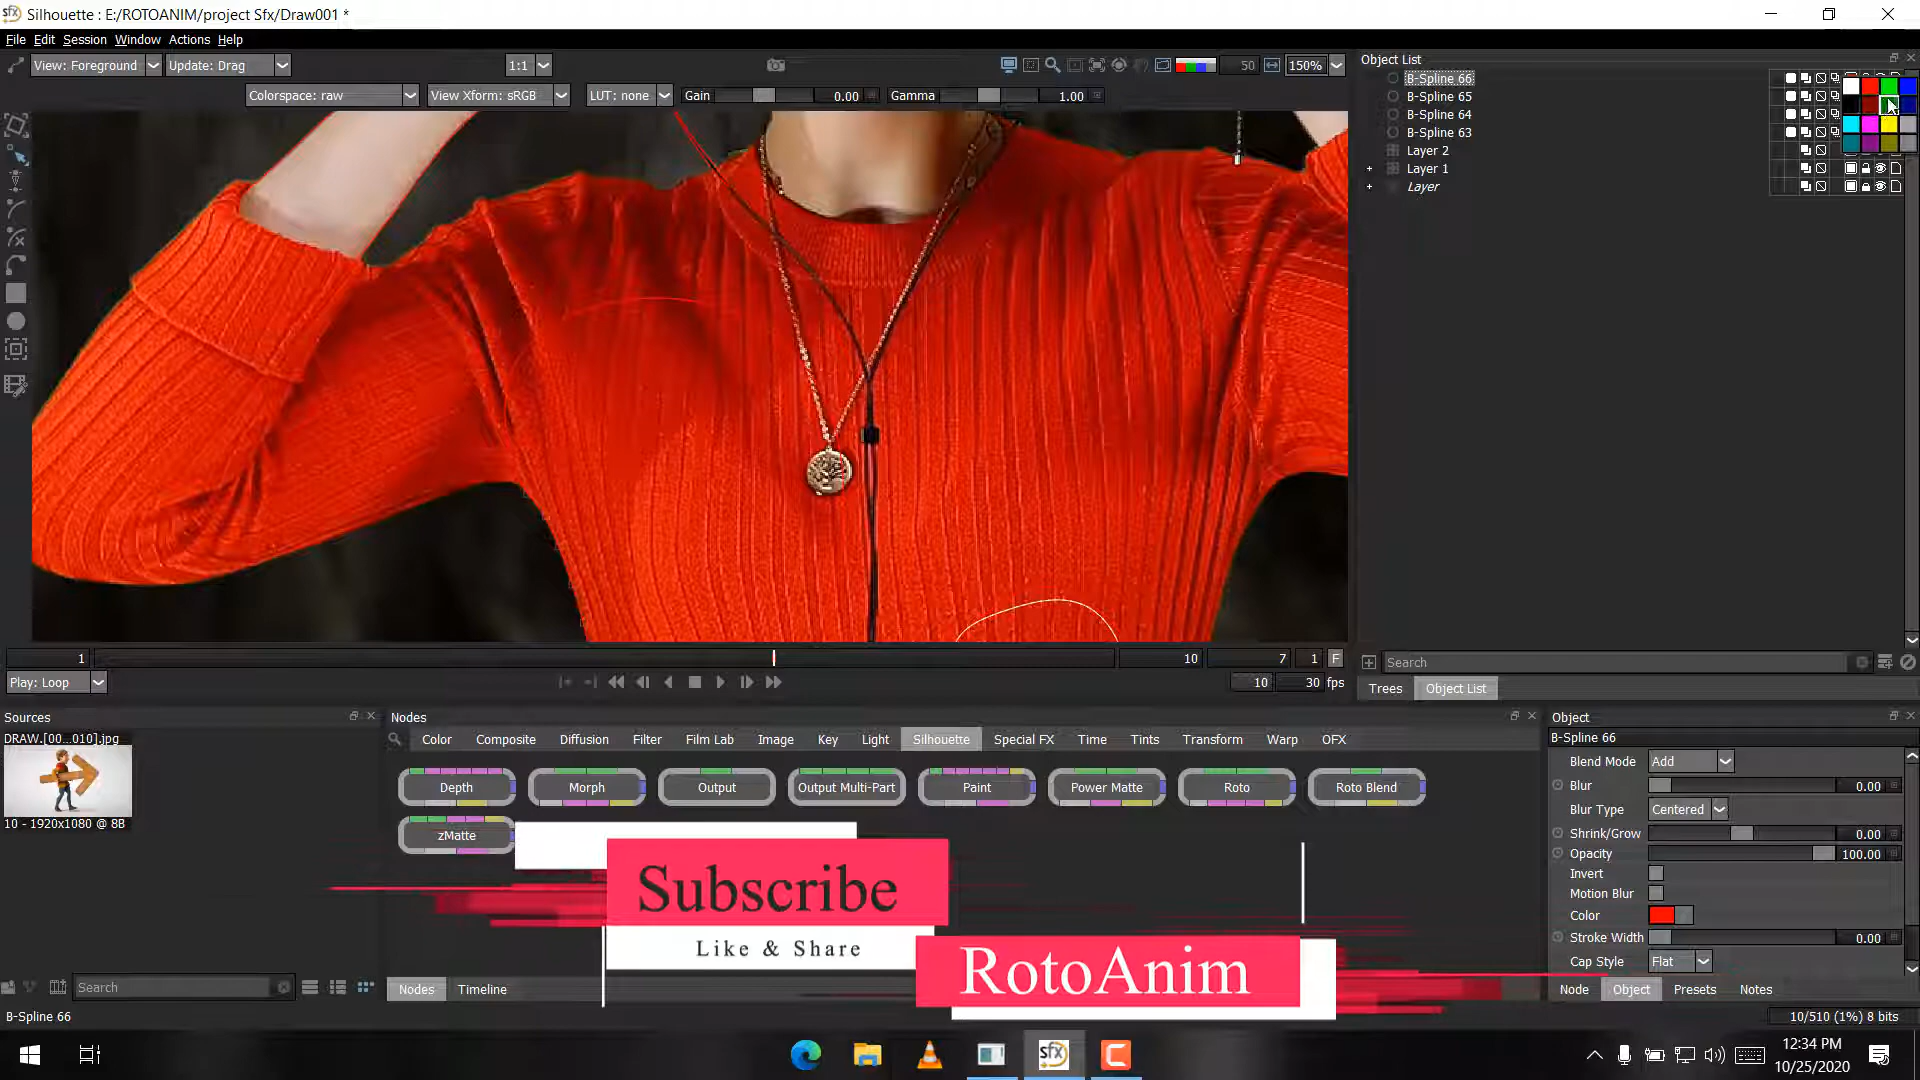 Silhouette : E:/ROTOANIM/project Sfx/Draw001 *
File Edit Session Window Actions Help
View: Foreground Update: Drag 1:1 50 150%
Colorspace: raw View Xform: sRGB LUT: none Gain 0.00 Gamma 1.00
Object List
B-Spline 66
B-Spline 65
B-Spline 64
B-Spline 63
Layer 2
Layer 1
Layer
1 10 7 1 F
Play: Loop 10 30 fps
Search
Trees Object List
Sources
DRAW.[00...010].jpg
10 - 1920x1080 @ 8B
Search
Nodes
Color Composite Diffusion Filter Film Lab Image Key Light Silhouette Special FX Time Tints Transform Warp OFX
Depth Morph Output Output Multi-Part Paint Power Matte Roto Roto Blend
zMatte
Subscribe
Like & Share
RotoAnim
Nodes Timeline
Object
B-Spline 66
Blend Mode Add
Blur 0.00
Blur Type Centered
Shrink/Grow 0.00
Opacity 100.00
Invert
Motion Blur
Color
Stroke Width 0.00
Cap Style Flat
Node Object Presets Notes
B-Spline 66
10/510 (1%) 8 bits
sfx
12:34 PM
10/25/2020